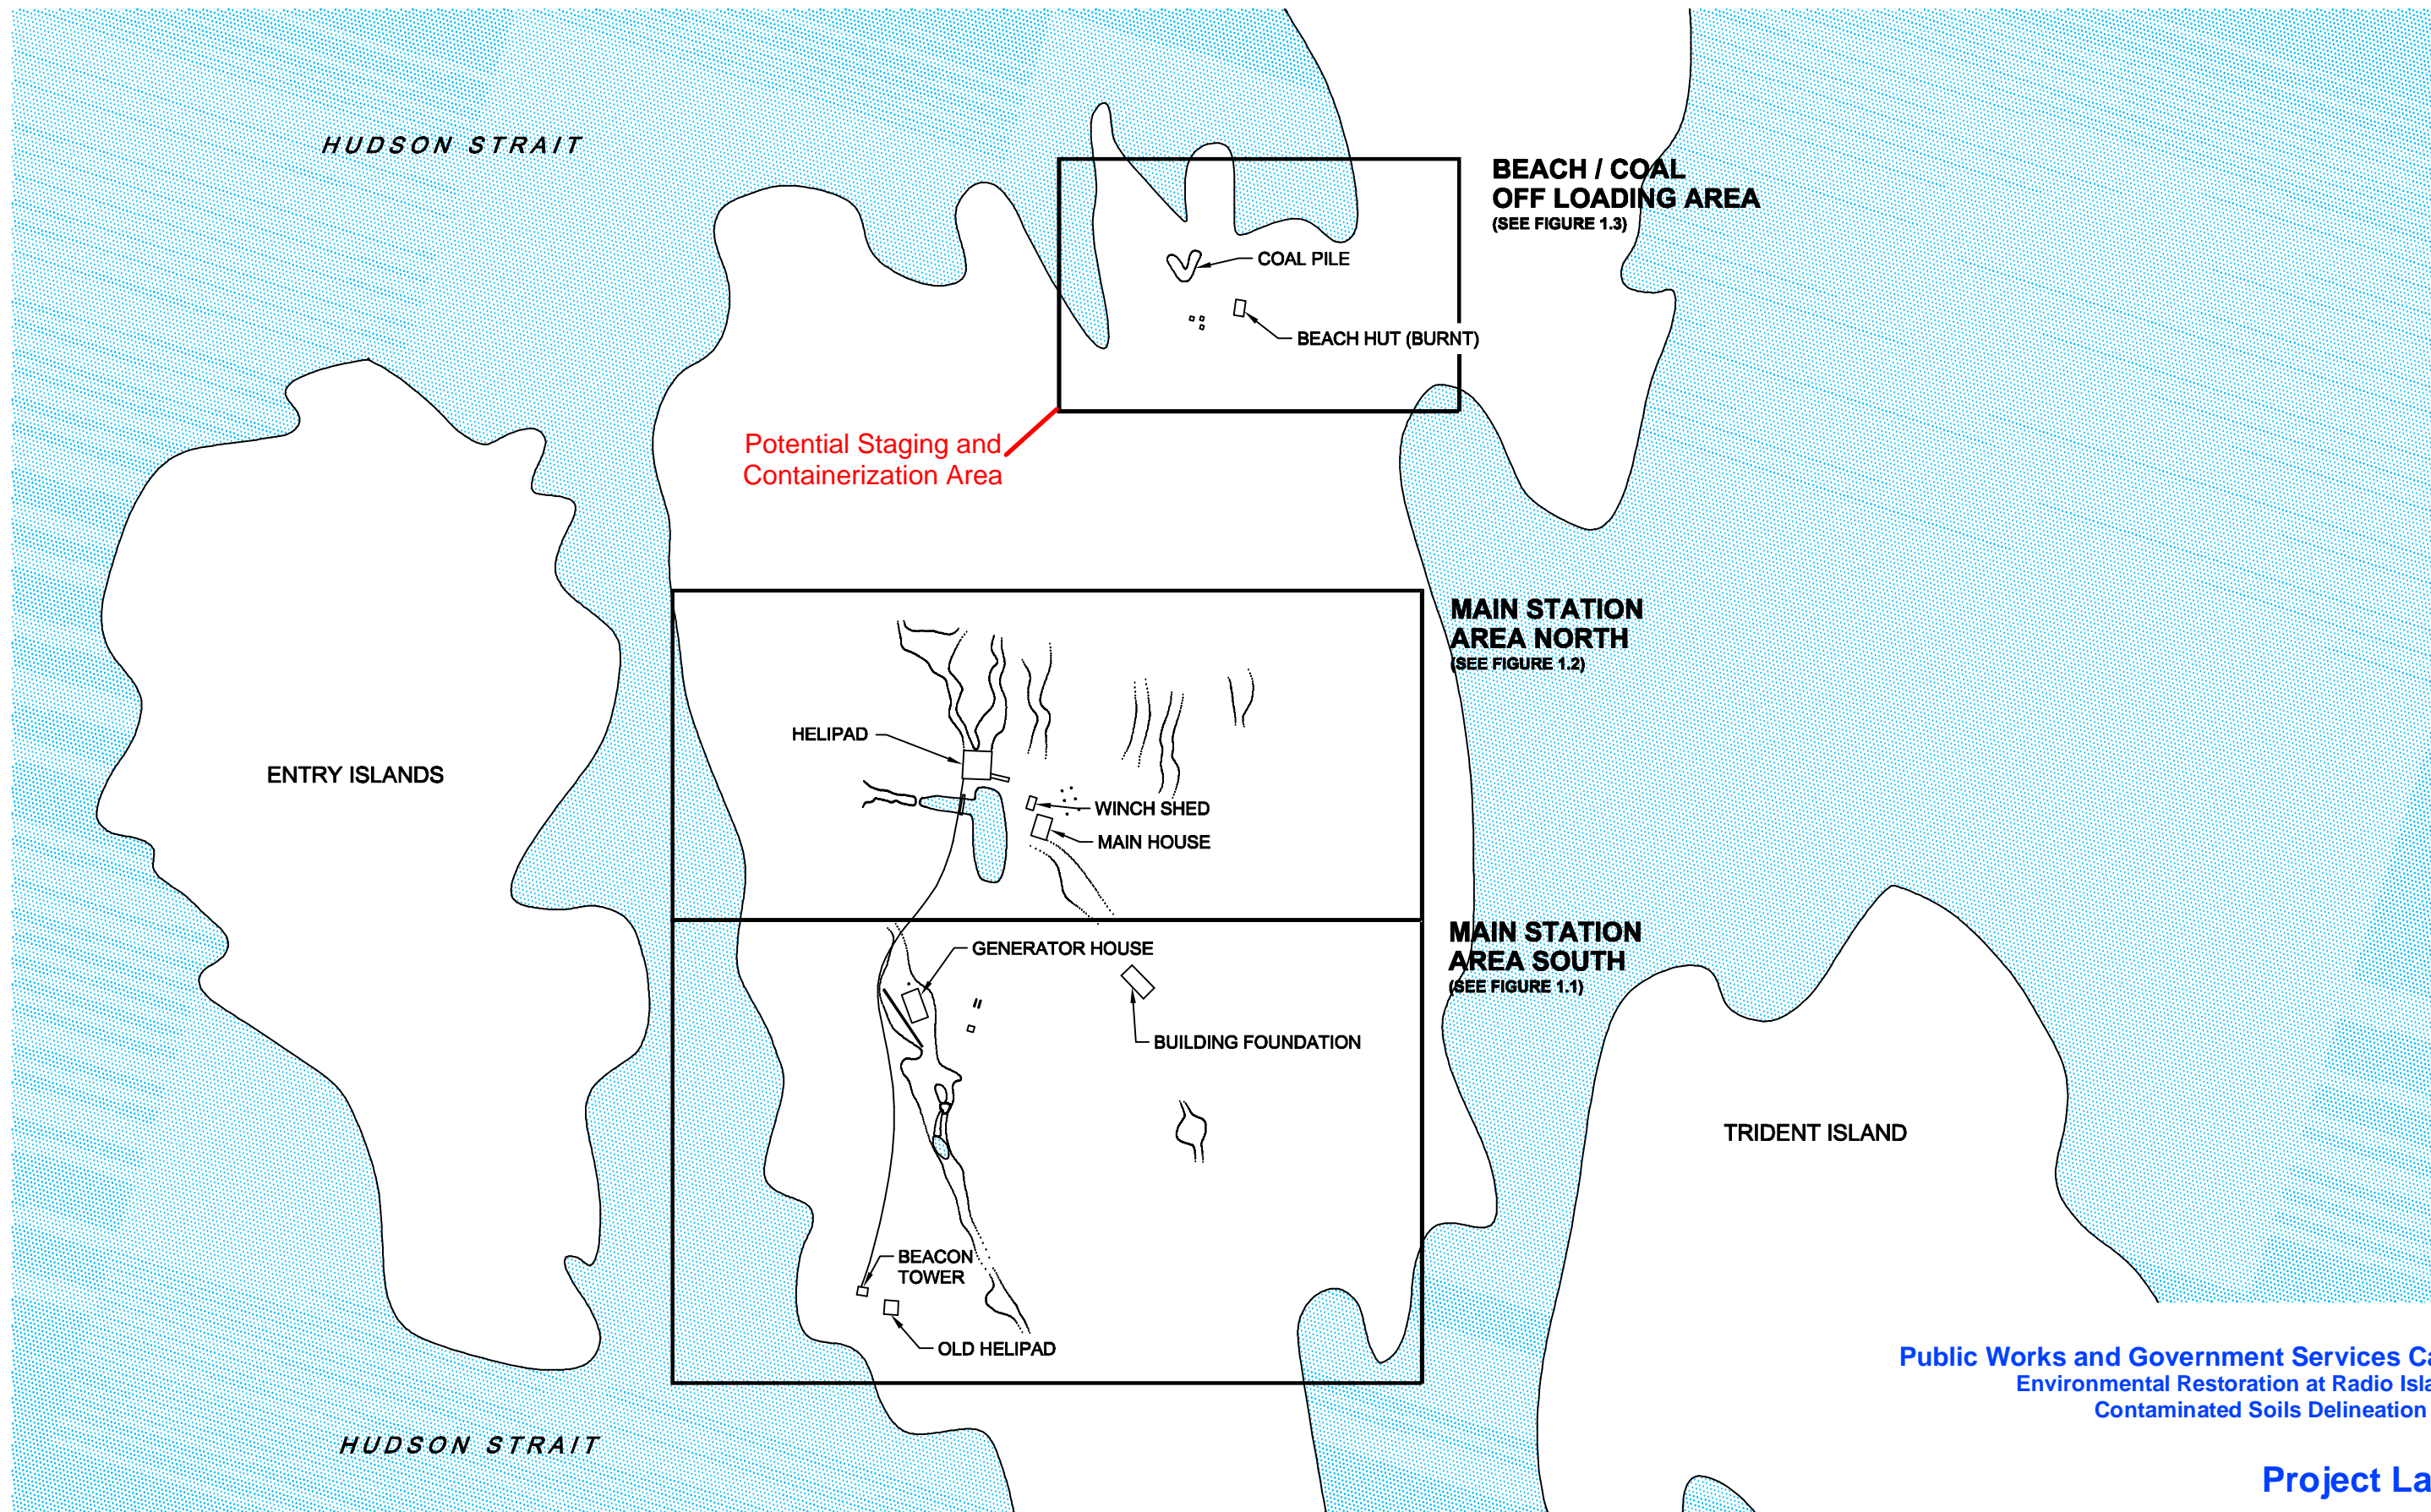 HUDSON STRAIT
BEACH / COAL
OFF LOADING AREA
(SEE FIGURE 1.3)
COAL PILE
BEACH HUT (BURNT)
Potential Staging and
Containerization Area
MAIN STATION
AREA NORTH
(SEE FIGURE 1.2)
HELIPAD
ENTRY ISLANDS
WINCH SHED
MAIN HOUSE
MAIN STATION
AREA SOUTH
(SEE FIGURE 1.1)
GENERATOR HOUSE
BUILDING FOUNDATION
TRIDENT ISLAND
BEACON
TOWER
OLD HELIPAD
Public Works and Government Services
Environmental Restoration at Radio
Contaminated Soils Delineation
HUDSON STRAIT
Project